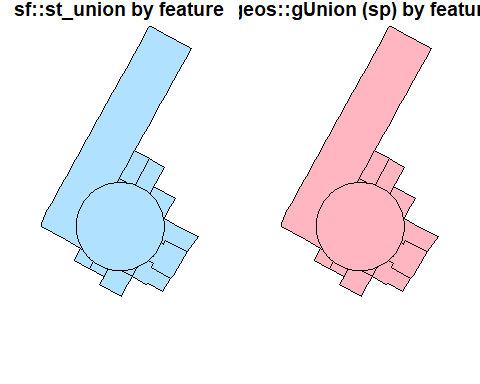 sf::st_union by feature
geos::gUnion (sp) by featur